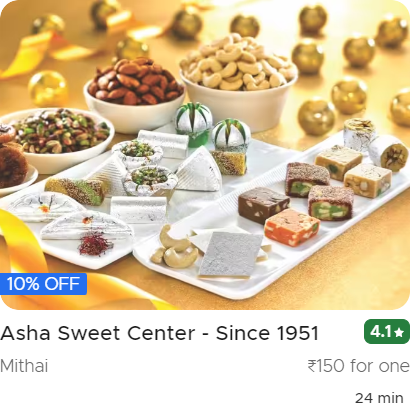 10% OFF
Asha Sweet Center - Since 1951 4.1★
Mithai ₹150 for one
24 min